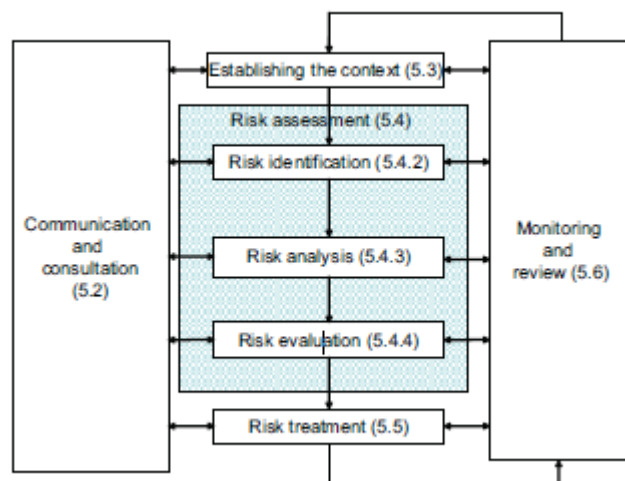 Establishing the context (5.3)
Risk assessment (5.4)
Risk identification (5.4.2)
Communication
and
consultation
(5.2)
Monitoring
and
review (5.6)
Risk analysis (5.4.3)
Risk evaluation (5.4.4)
Risk treatment (5.5)